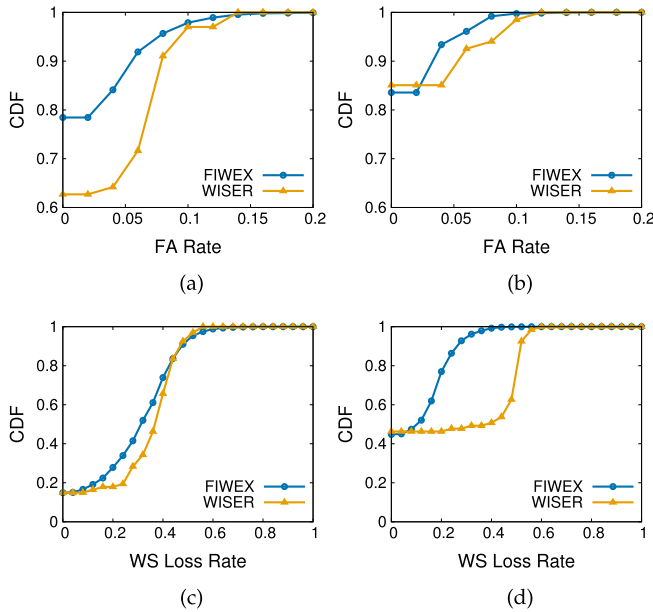 1
0.9
0.8
0.7
0.6
CDF
FIWEX
WISER
0 0.05 0.1 0.15 0.2
FA Rate
(a)
1
0.9
0.8
0.7
0.6
CDF
FIWEX
WISER
0 0.05 0.1 0.15 0.2
FA Rate
(b)
1
0.8
0.6
0.4
0.2
0
CDF
FIWEX
WISER
0 0.2 0.4 0.6 0.8 1
WS Loss Rate
(c)
1
0.8
0.6
0.4
0.2
0
CDF
FIWEX
WISER
0 0.2 0.4 0.6 0.8 1
WS Loss Rate
(d)